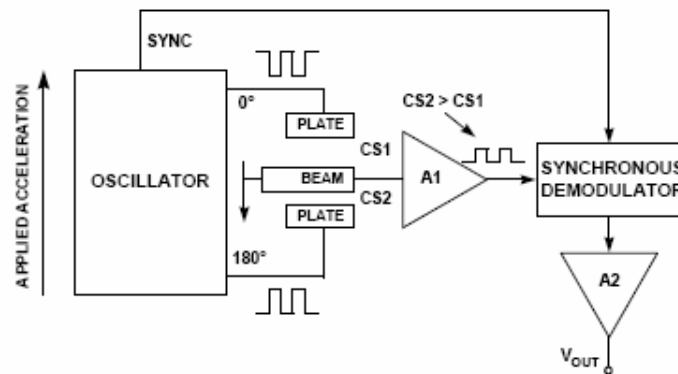 SYNC
APPLIED ACCELERATION
OSCILLATOR
0°
PLATE
CS1
BEAM
CS2
PLATE
180°
CS2 > CS1
A1
SYNCHRONOUS
DEMODULATOR
A2
VOUT